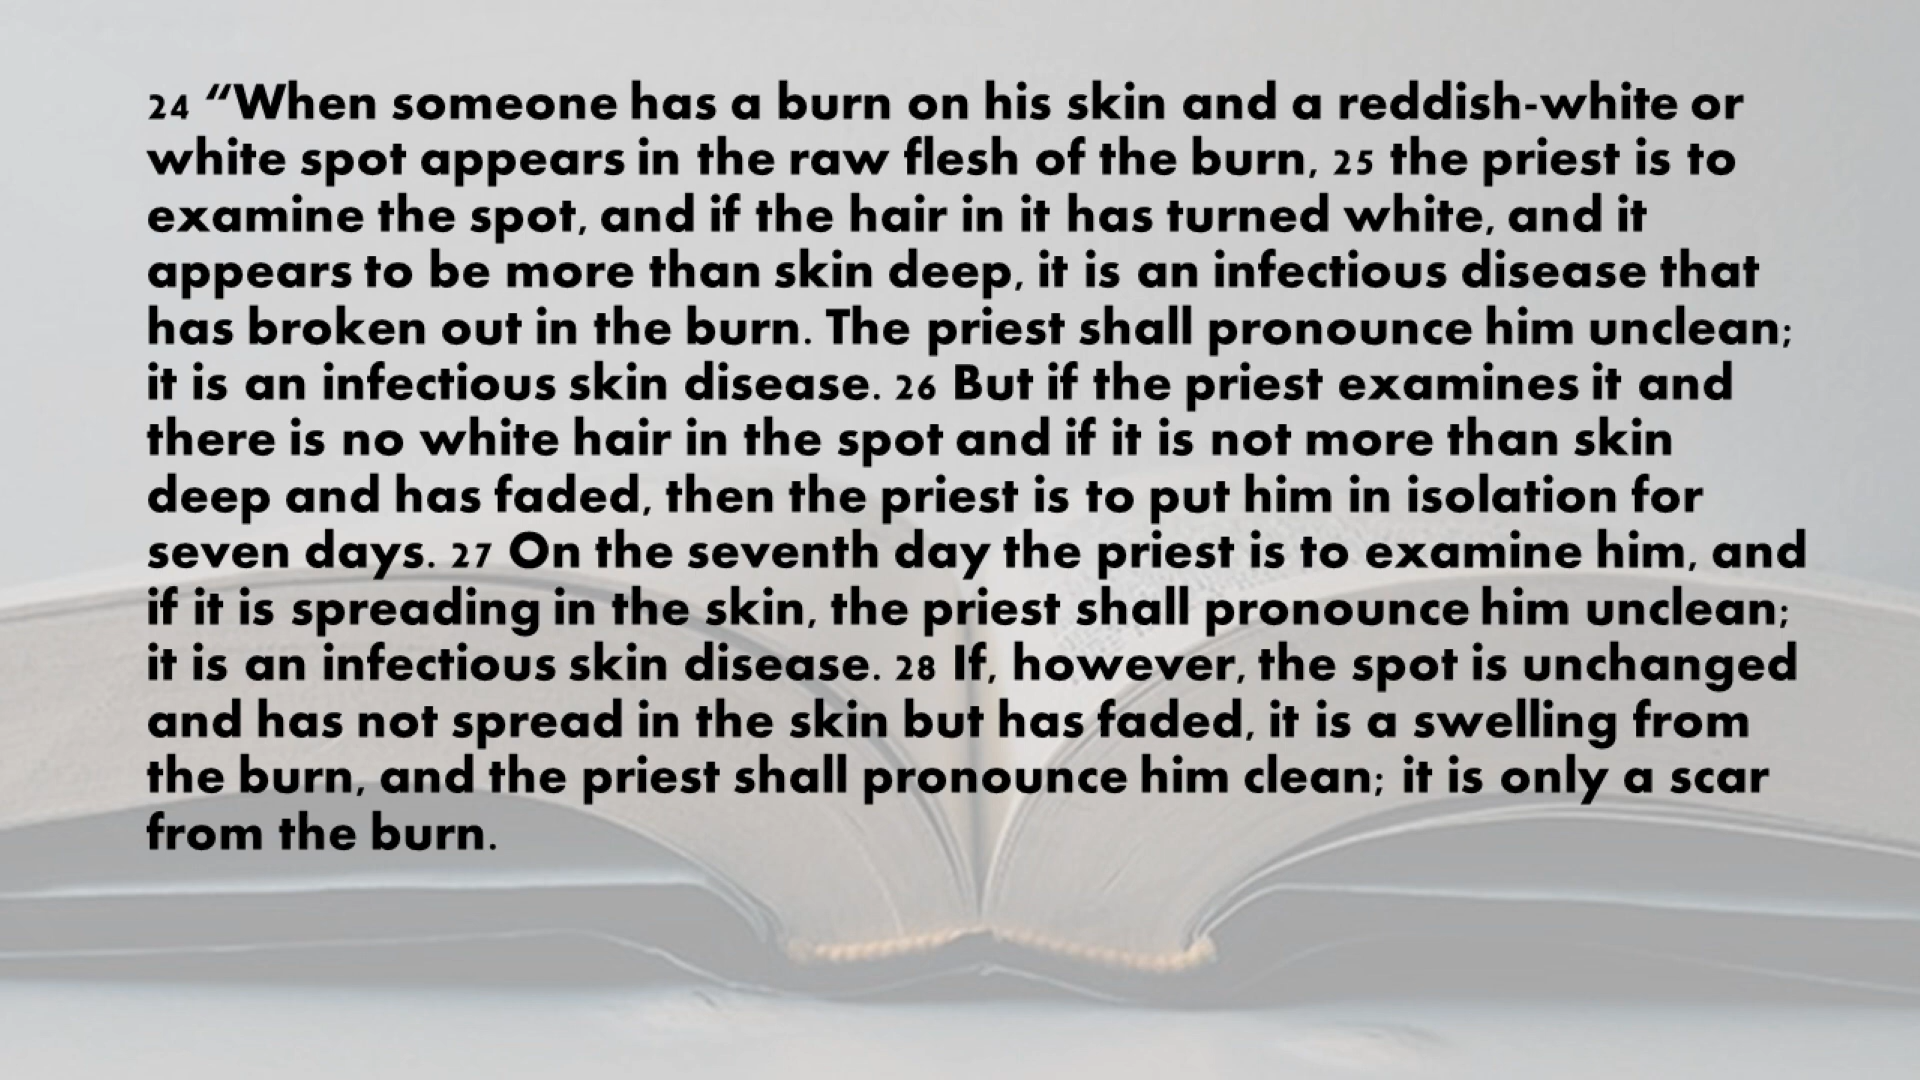 24 “When someone has a burn on his skin and a reddish-white or
white spot appears in the raw flesh of the burn, 25 the priest is to
examine the spot, and if the hair in it has turned white, and it
appears to be more than skin deep, it is an infectious disease that
has broken out in the burn. The priest shall pronounce him unclean;
it is an infectious skin disease. 26 But if the priest examines it and
there is no white hair in the spot and if it is not more than skin
deep and has faded, then the priest is to put him in isolation for
seven days. 27 On the seventh day the priest is to examine him, and
if it is spreading in the skin, the priest shall pronounce him unclean;
it is an infectious skin disease. 28 If, however, the spot is unchanged
and has not spread in the skin but has faded, it is a swelling from
the burn, and the priest shall pronounce him clean; it is only a scar
from the burn.